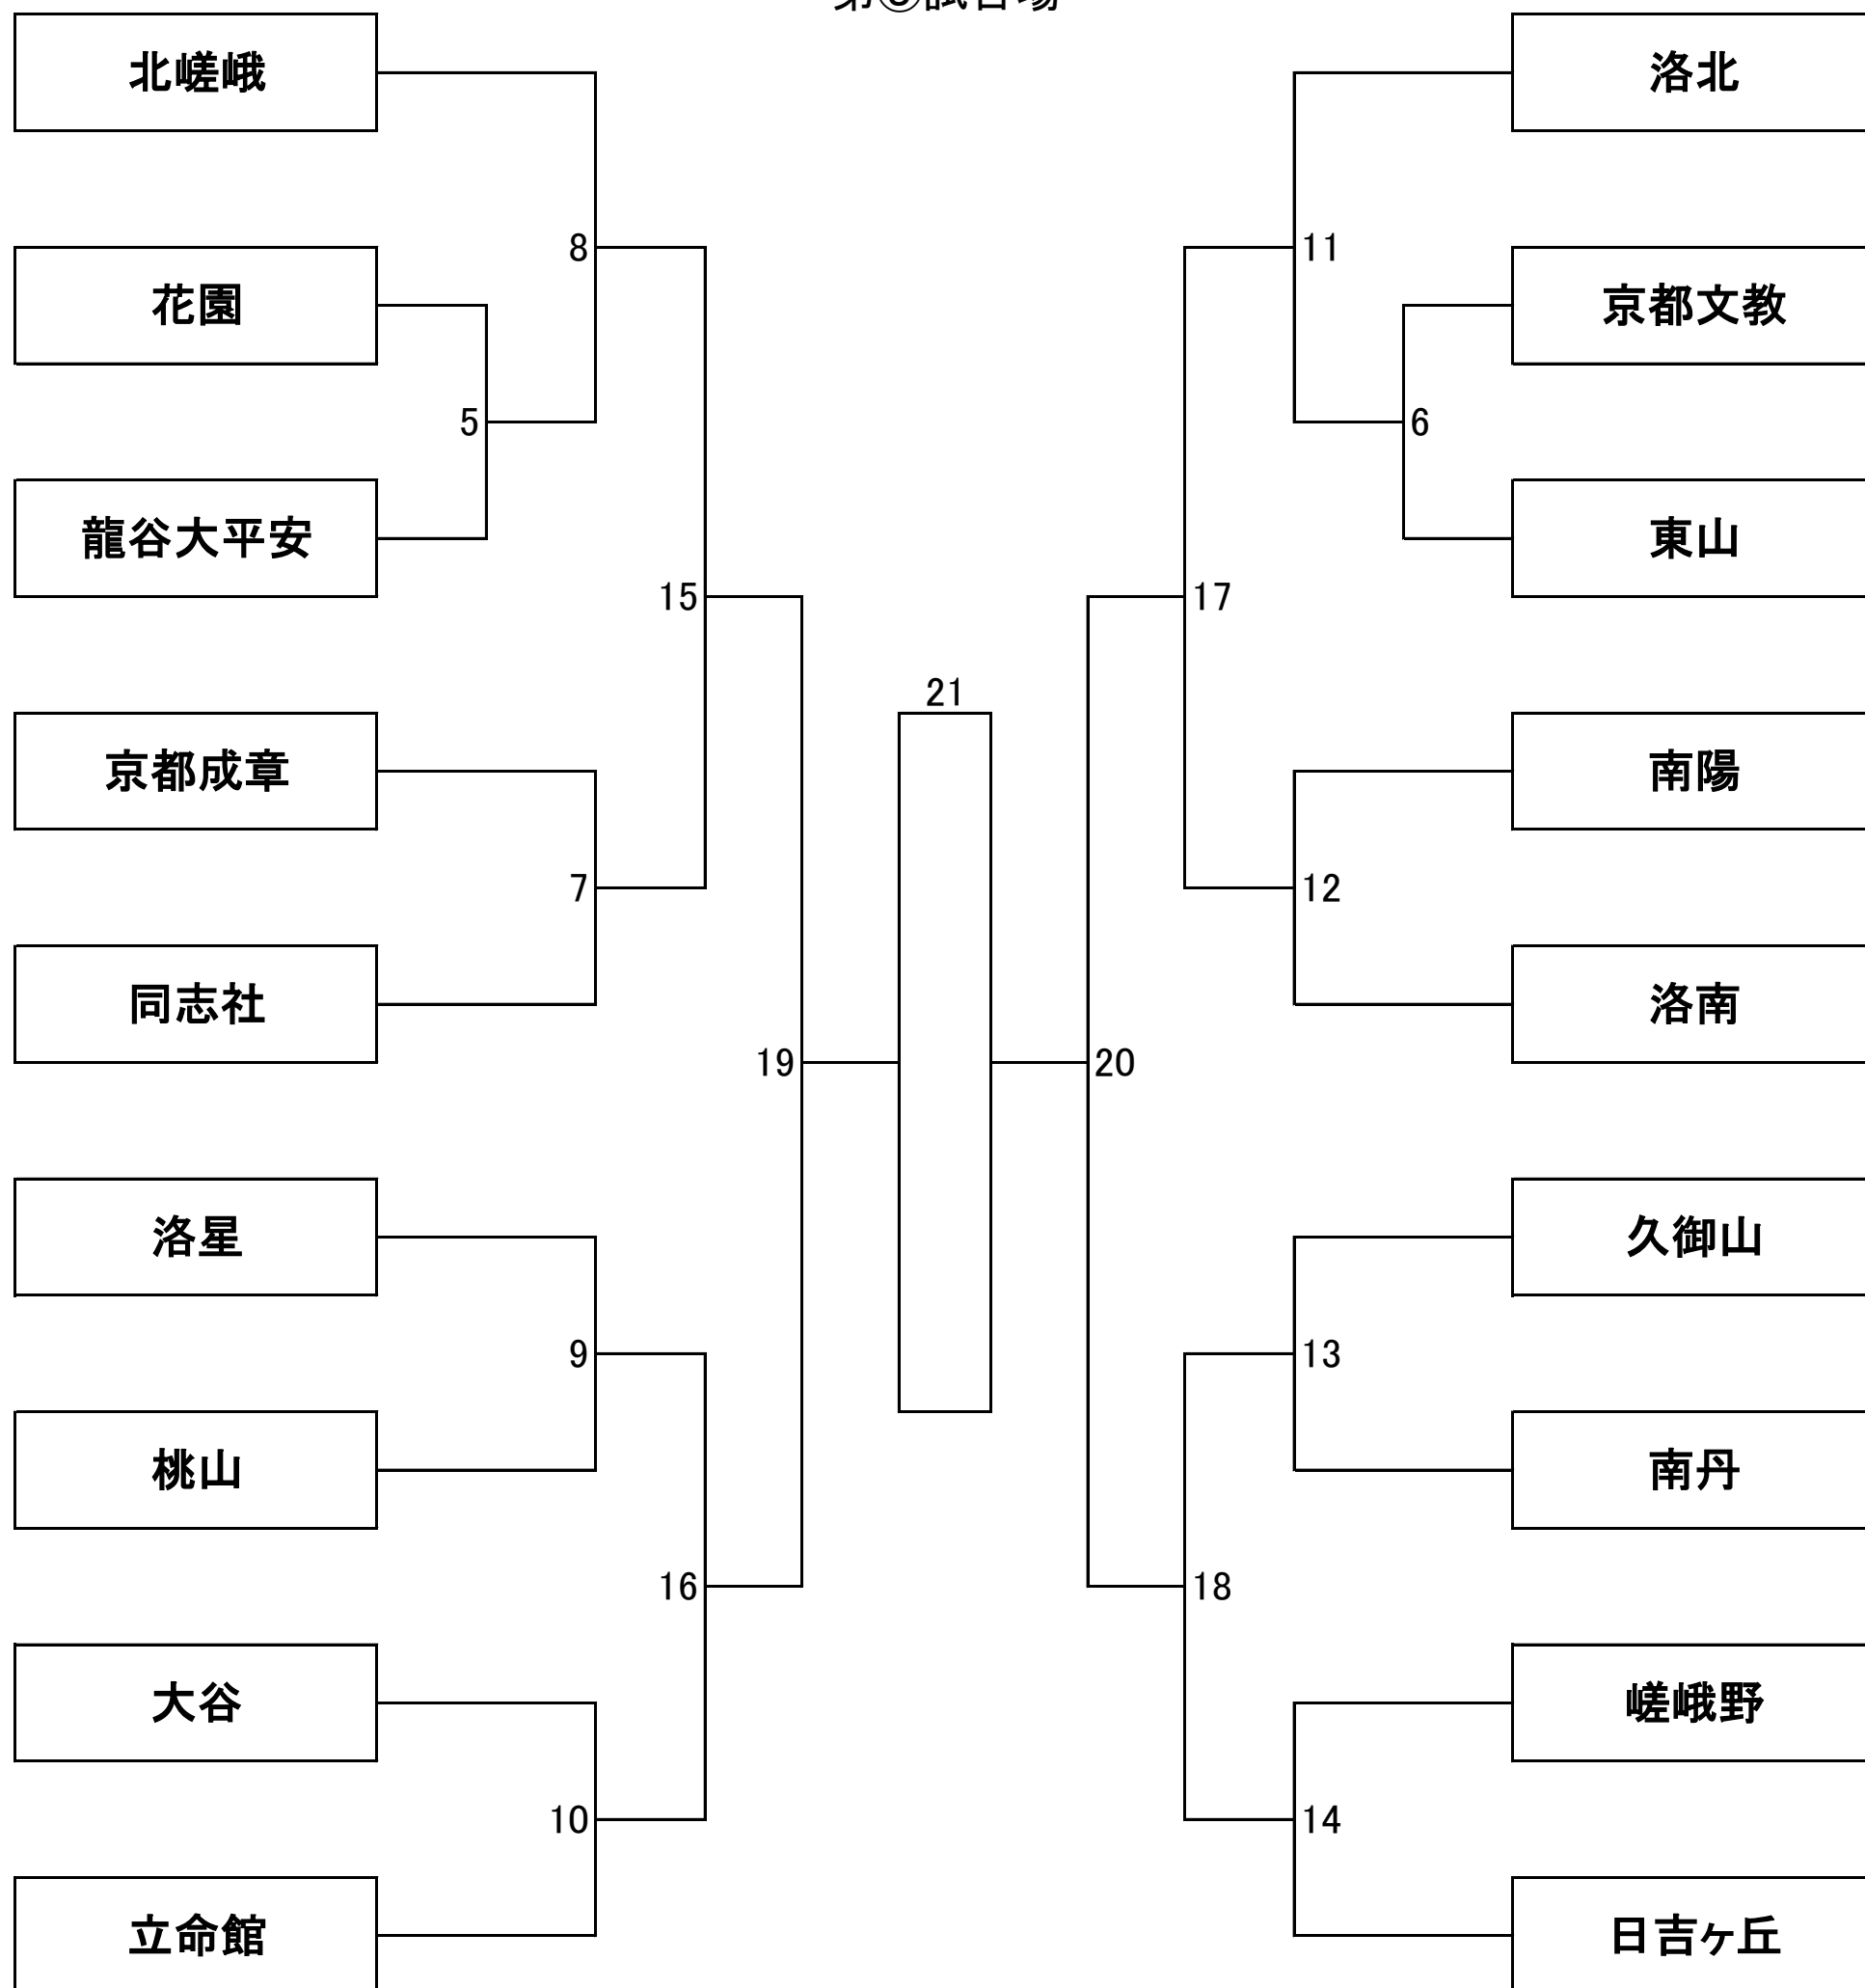 北嵯峨
洛北
8
11
花園
京都文教
5
6
龍谷大平安
東山
15
17
21
京都成章
南陽
7
12
同志社
洛南
19
20
洛星
久御山
9
13
桃山
南丹
16
18
大谷
嵯峨野
10
14
立命館
日吉ヶ丘